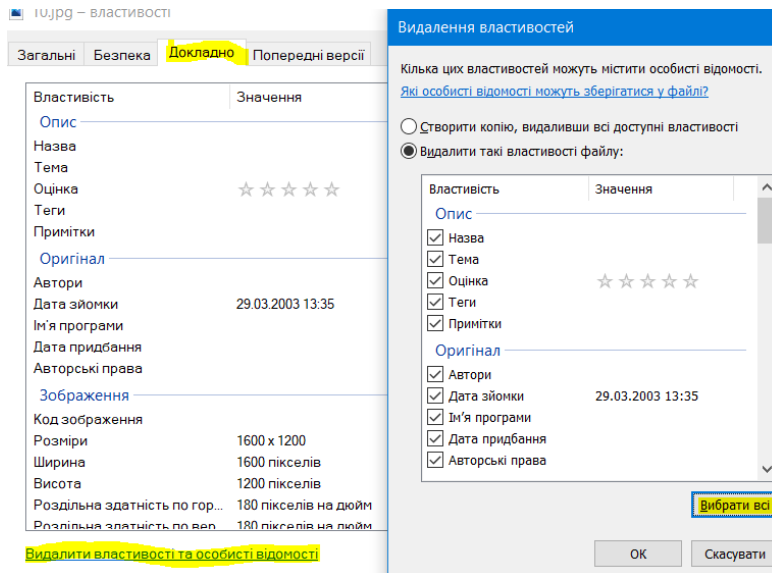 10.jpg – властивості
Загальні Безпека Докладно Попередні версії
Властивість Значення
Опис
Назва
Тема
Оцінка
Теги
Примітки
Оригінал
Автори
Дата зйомки 29.03.2003 13:35
Ім'я програми
Дата придбання
Авторські права
Зображення
Код зображення
Розміри 1600 x 1200
Ширина 1600 пікселів
Висота 1200 пікселів
Роздільна здатність по гор... 180 пікселів на дюйм
Роздільна здатність по вер... 180 пікселів на дюйм
Видалити властивості та особисті відомості
Видалення властивостей
Кілька цих властивостей можуть містити особисті відомості.
Які особисті відомості можуть зберігатися у файлі?
Створити копію, видаливши всі доступні властивості
Видалити такі властивості файлу:
Властивість Значення
Опис
Назва
Тема
Оцінка
Теги
Примітки
Оригінал
Автори
Дата зйомки 29.03.2003 13:35
Ім'я програми
Дата придбання
Авторські права
Вибрати всі
ОК Скасувати